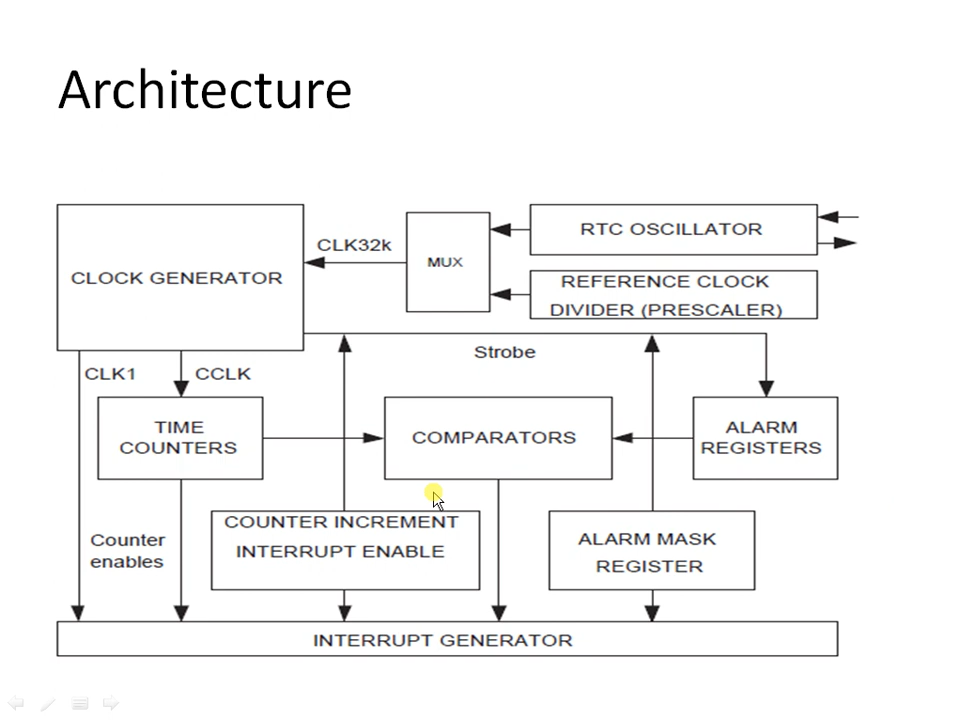 Architecture
CLOCK GENERATOR
CLK32k
MUX
RTC OSCILLATOR
REFERENCE CLOCK
DIVIDER (PRESCALER)
Strobe
CLK1
CCLK
TIME
COUNTERS
COMPARATORS
ALARM
REGISTERS
Counter
enables
COUNTER INCREMENT
INTERRUPT ENABLE
ALARM MASK
REGISTER
INTERRUPT GENERATOR